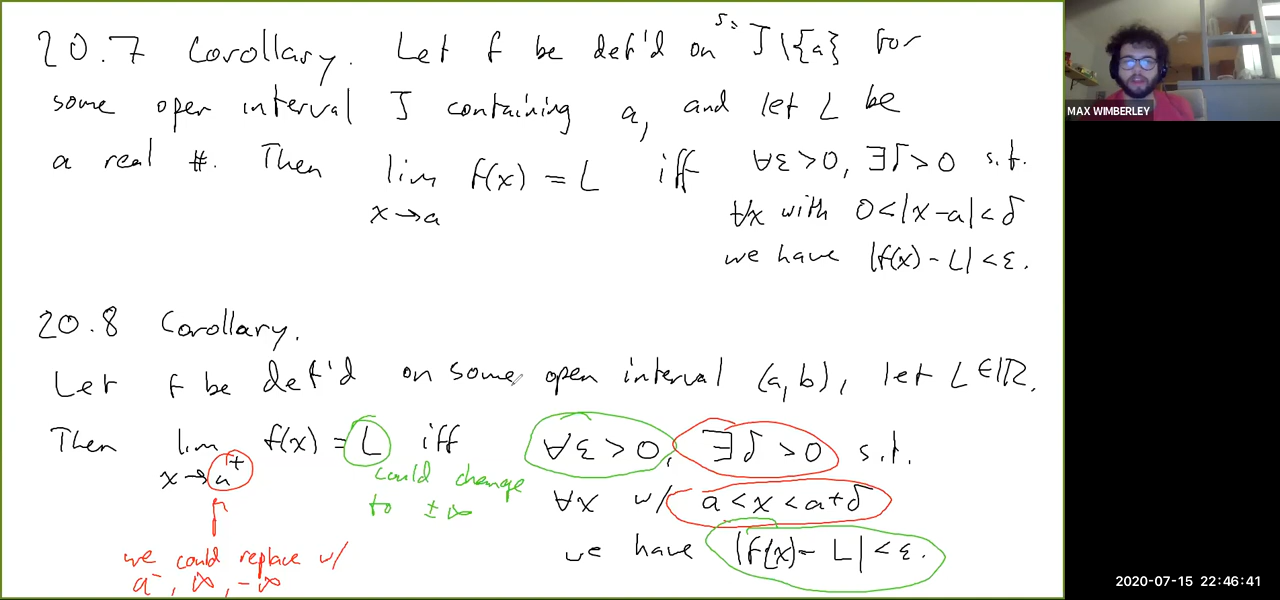 20.7 Corollary. Let f be def'd on S= J\{a} for
some open interval J containing a, and let L be
a real #. Then lim f(x) = L iff ∀ε>0, ∃δ>0 s.t.
x→a
∀x with 0<|x-a|<δ
we have |f(x)-L|<ε.
20.8 Corollary.
Let f be def'd on some open interval (a,b), let L∈ℝ.
Then lim f(x) = L iff ∀ε>0, ∃δ>0 s.t.
x→a⁺
could change
to ±∞
∀x w/ a<x<a+δ
we have |f(x)-L|<ε.
we could replace w/
a⁻, ∞, -∞
MAX WIMBERLEY
2020-07-15 22:46:41